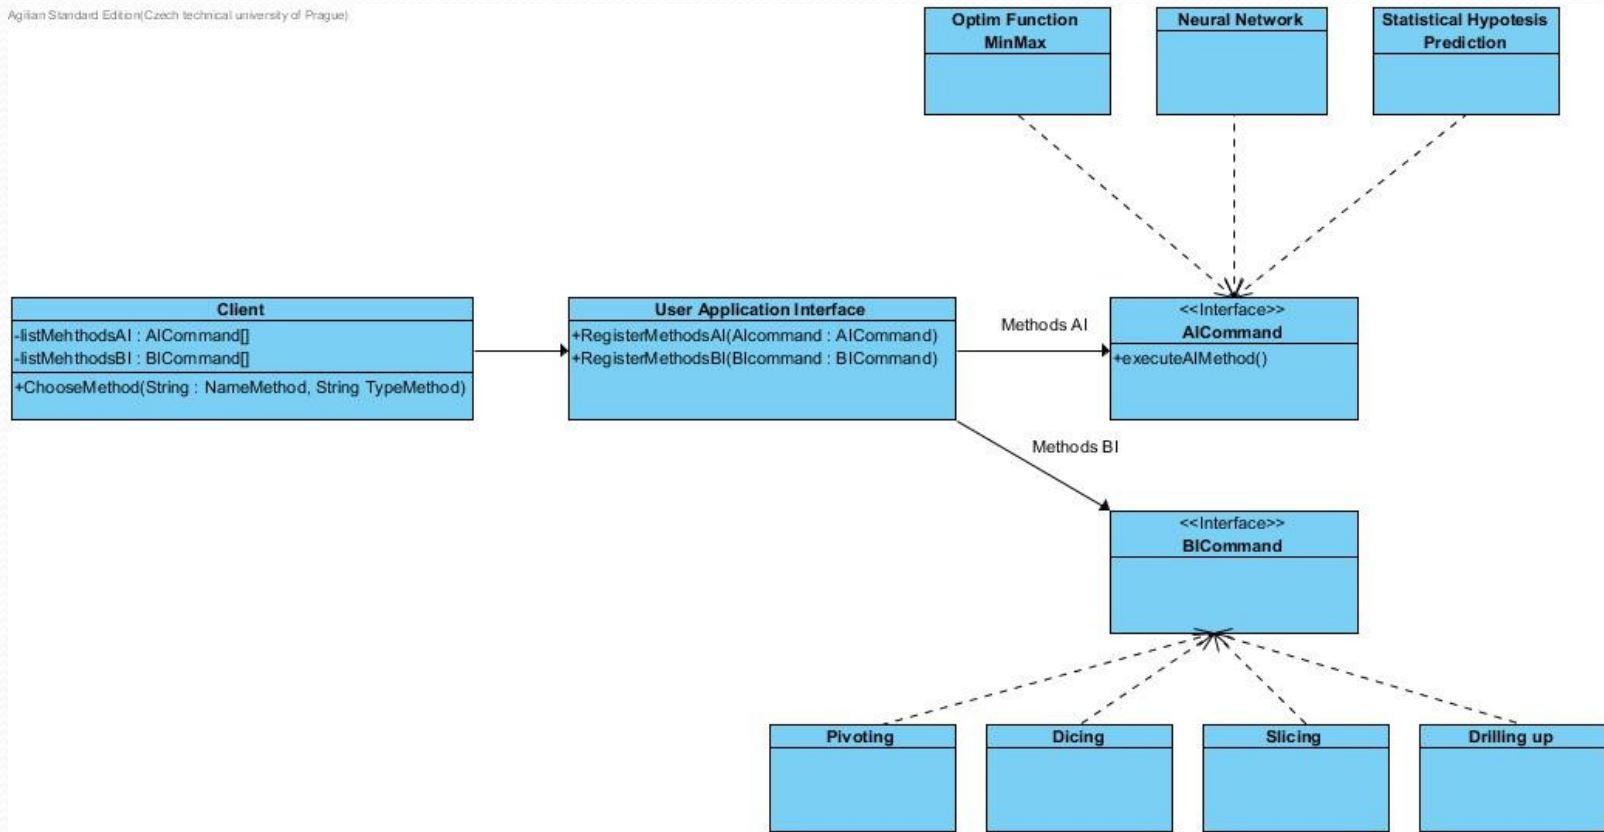 Agilian Standard Edition(Czech technical university of Prague)
Optim Function
MinMax
Neural Network
Statistical Hypotesis
Prediction
Client
-listMehthodsAI : AICommand[]
-listMehthodsBI : BICommand[]
+ChooseMethod(String : NameMethod, String TypeMethod)
User Application Interface
+RegisterMethodsAI(AIcommand : AICommand)
+RegisterMethodsBI(BIcommand : BICommand)
Methods AI
<<Interface>>
AICommand
+executeAIMethod()
Methods BI
<<Interface>>
BICommand
Pivoting
Dicing
Slicing
Drilling up